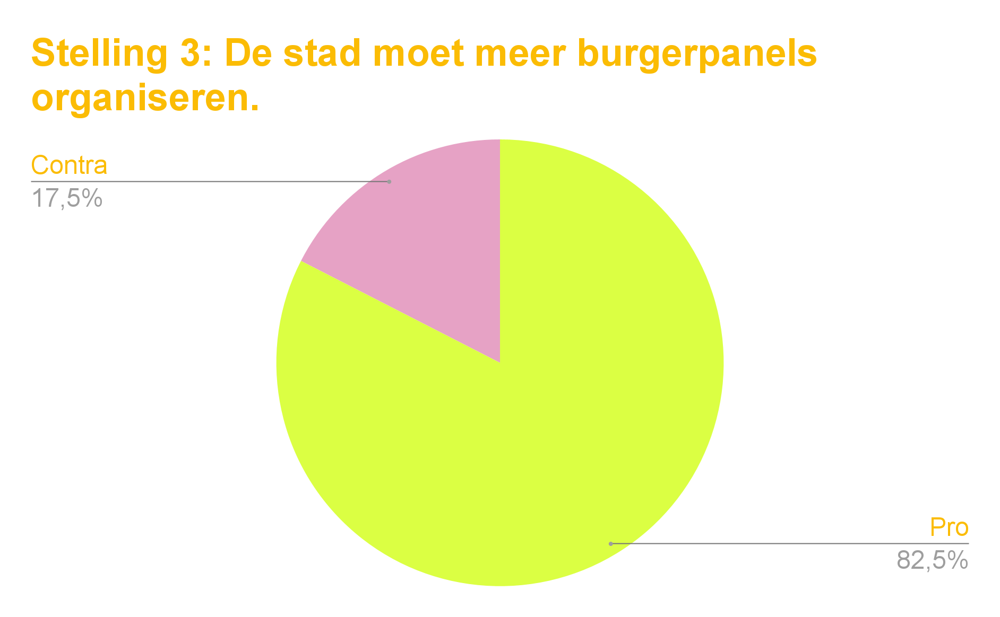 Stelling 3: De stad moet meer burgerpanels
organiseren.
Contra
17,5%
Pro
82,5%